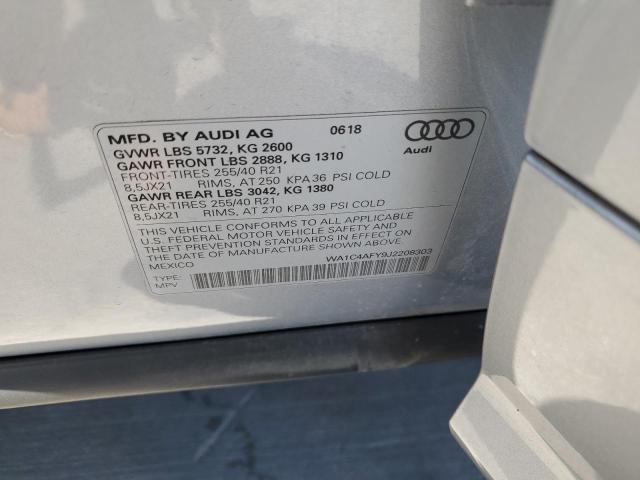 MFD. BY AUDI AG 0618
GVWR LBS 5732, KG 2600
GAWR FRONT LBS 2888, KG 1310
FRONT-TIRES 255/40 R21
8,5JX21 RIMS, AT 250 KPA 36 PSI COLD
GAWR REAR LBS 3042, KG 1380
REAR-TIRES 255/40 R21
8,5JX21 RIMS, AT 270 KPA 39 PSI COLD
Audi
THIS VEHICLE CONFORMS TO ALL APPLICABLE
U.S. FEDERAL MOTOR VEHICLE SAFETY AND
THEFT PREVENTION STANDARDS IN EFFECT ON
THE DATE OF MANUFACTURE SHOWN ABOVE
MEXICO
WA1C4AFY9J2208303
TYPE:
MPV